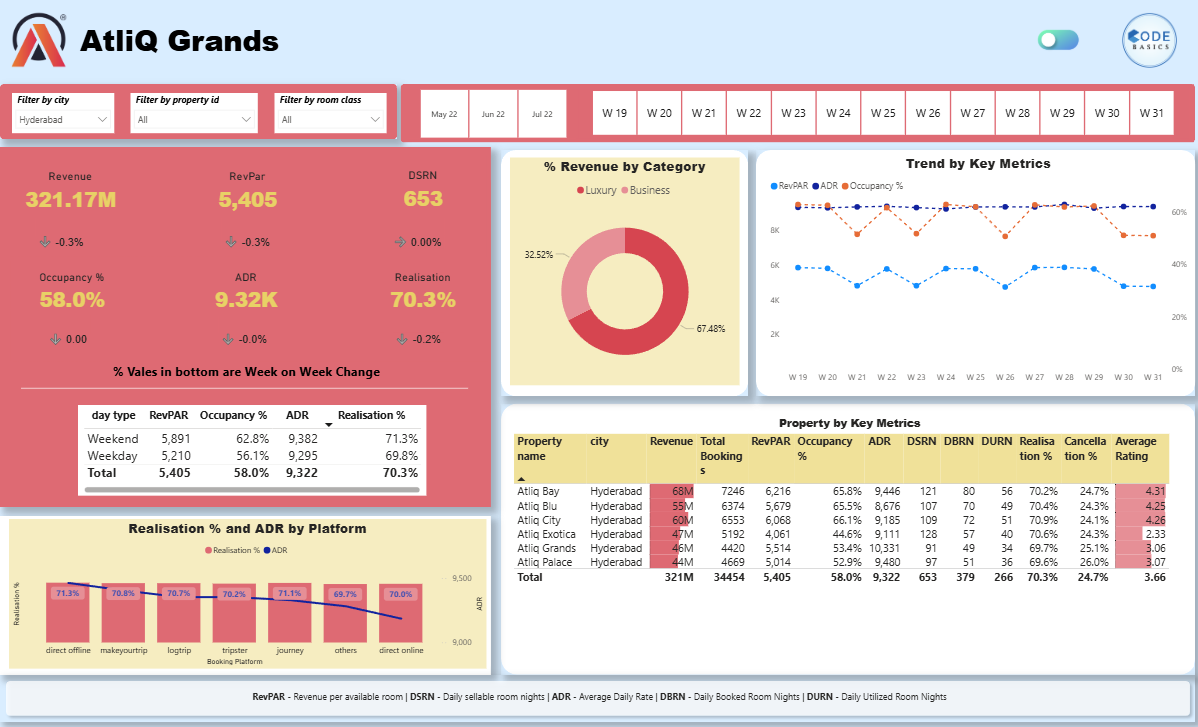 AtliQ Grands
®
CODE
BASICS
Filter by city
Hyderabad
Filter by property id
All
Filter by room class
All
May 22 Jun 22 Jul 22
W 19 W 20 W 21 W 22 W 23 W 24 W 25 W 26 W 27 W 28 W 29 W 30 W 31
Revenue RevPar DSRN
321.17M 5,405 653
-0.3% -0.3% 0.00%
Occupancy % ADR Realisation
58.0% 9.32K 70.3%
0.00 -0.0% -0.2%
% Vales in bottom are Week on Week Change
day type RevPAR Occupancy % ADR Realisation %
Weekend 5,891 62.8% 9,382 71.3%
Weekday 5,210 56.1% 9,295 69.8%
Total 5,405 58.0% 9,322 70.3%
% Revenue by Category
Luxury Business
32.52%
67.48%
Trend by Key Metrics
RevPAR ADR Occupancy %
8K
6K
4K
2K
60%
40%
20%
0%
W 19 W 20 W 21 W 22 W 23 W 24 W 25 W 26 W 27 W 28 W 29 W 30 W 31
Realisation % and ADR by Platform
Realisation % ADR
Realisation %
71.3% 70.8% 70.7% 70.2% 71.1% 69.7% 70.0%
9,500
9,000
ADR
direct offline makeyourtrip logtrip tripster journey others direct online
Booking Platform
Property by Key Metrics
Property name city Revenue Total Bookings RevPAR Occupancy % ADR DSRN DBRN DURN Realisation % Cancellation % Average Rating
Atliq Bay Hyderabad 68M 7246 6,216 65.8% 9,446 121 80 56 70.2% 24.7% 4.31
Atliq Blu Hyderabad 55M 6374 5,679 65.5% 8,676 107 70 49 70.4% 24.3% 4.25
Atliq City Hyderabad 60M 6553 6,068 66.1% 9,185 109 72 51 70.9% 24.1% 4.26
Atliq Exotica Hyderabad 47M 5192 4,061 44.6% 9,111 128 57 40 70.6% 24.3% 2.33
Atliq Grands Hyderabad 46M 4420 5,514 53.4% 10,331 91 49 34 69.7% 25.1% 3.06
Atliq Palace Hyderabad 44M 4669 5,014 52.9% 9,480 97 51 36 69.6% 26.0% 3.07
Total 321M 34454 5,405 58.0% 9,322 653 379 266 70.3% 24.7% 3.66
RevPAR - Revenue per available room | DSRN - Daily sellable room nights | ADR - Average Daily Rate | DBRN - Daily Booked Room Nights | DURN - Daily Utilized Room Nights